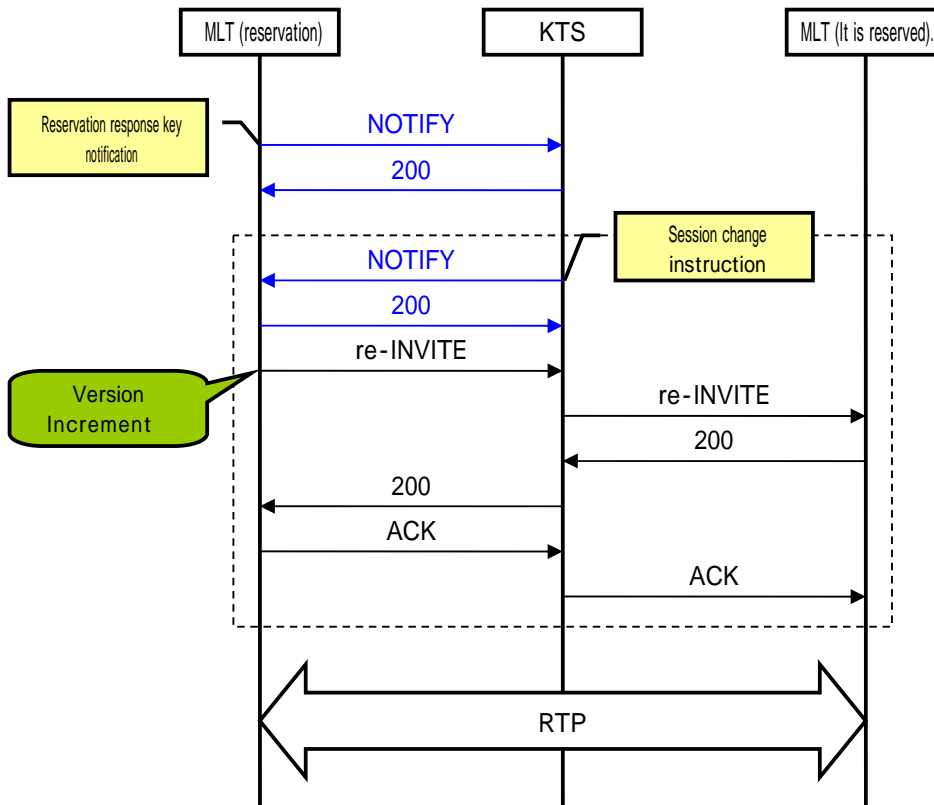 MLT (reservation)
KTS
MLT (It is reserved).
Reservation response key
notification
NOTIFY
200
Session change
instruction
NOTIFY
200
re-INVITE
Version
Increment
re-INVITE
200
200
ACK
ACK
RTP